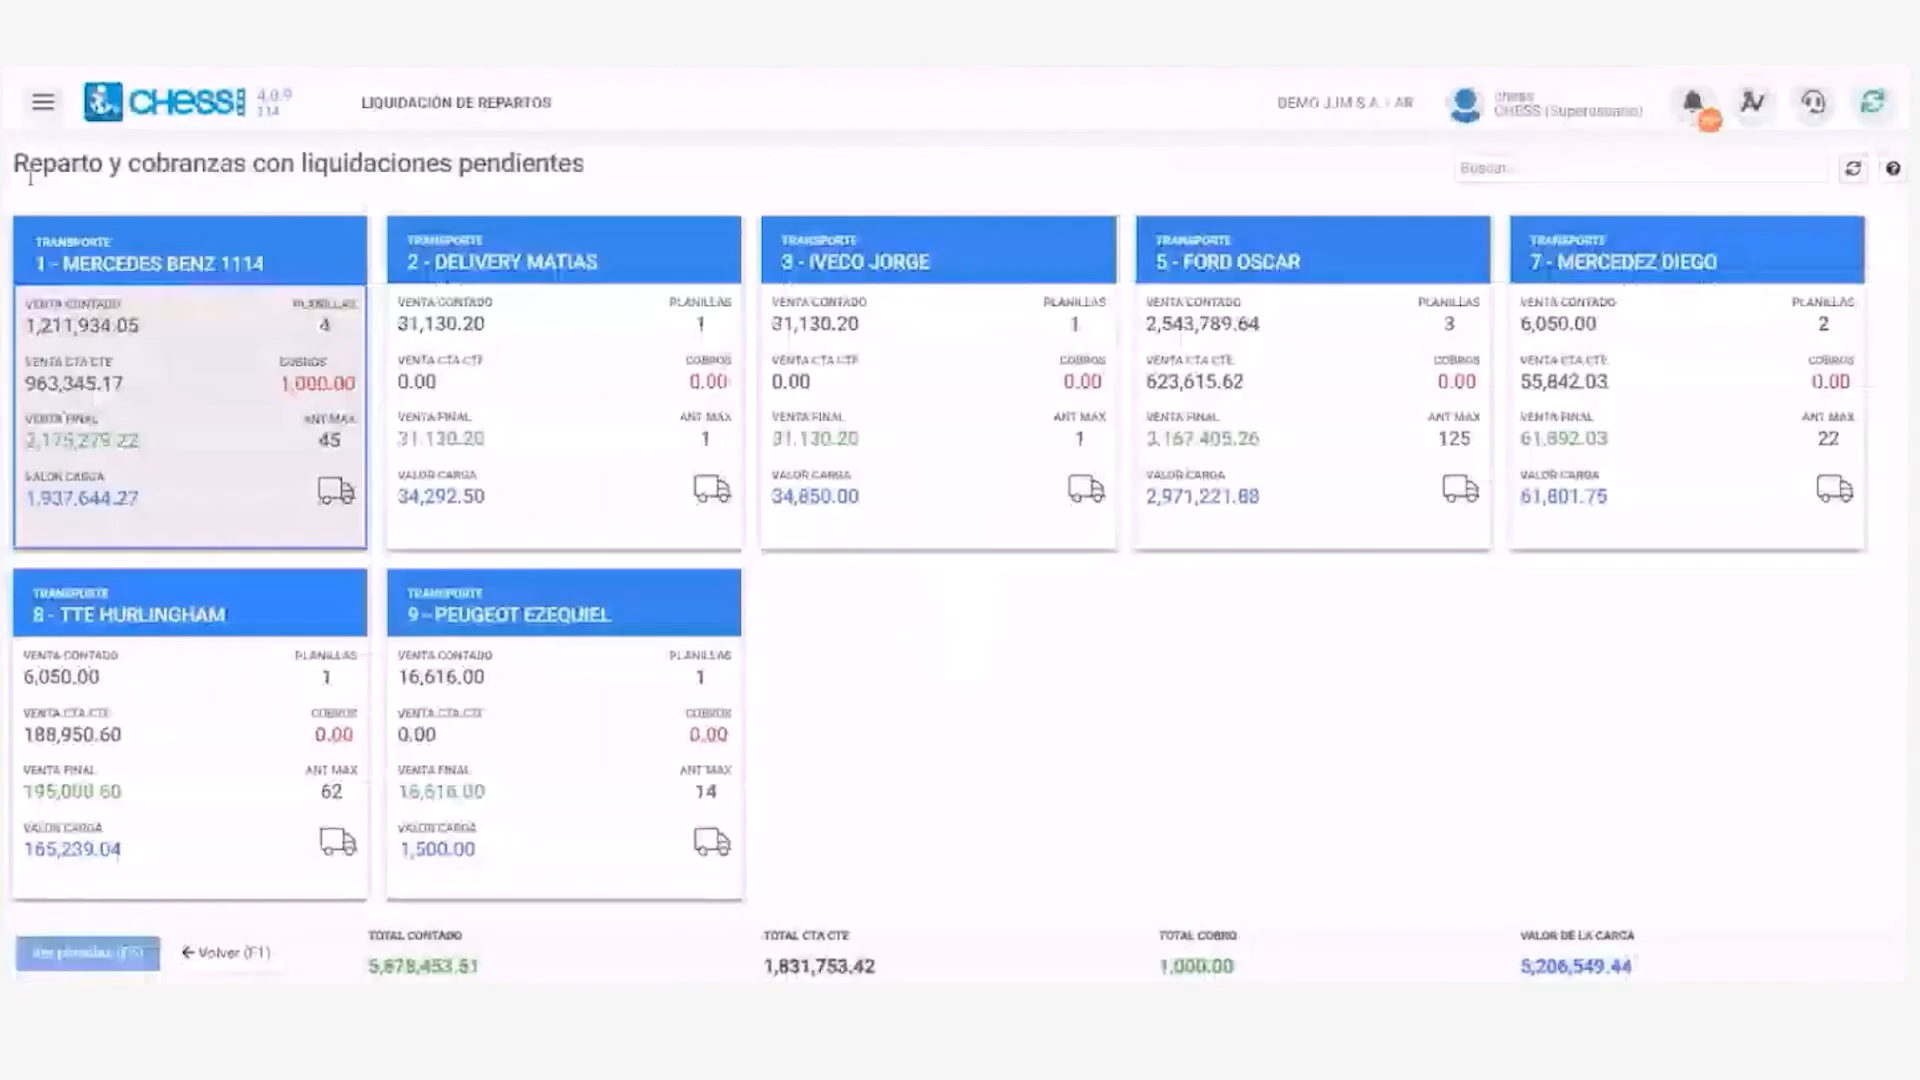 CHESS 4.0.9
114
LIQUIDACIÓN DE REPARTOS
DEMO JJM S.A. - AR
chess
CHESS (Superusuario)
Reparto y cobranzas con liquidaciones pendientes
Buscar...
TRANSPORTE
1 - MERCEDES BENZ 1114
VENTA CONTADO PLANILLAS
1,211,934.05 4
VENTA CTA CTE COBROS
963,345.17 1,000.00
VENTA FINAL ANT MAX
2,175,279.22 45
VALOR CARGA
1,937,644.27
TRANSPORTE
2 - DELIVERY MATIAS
VENTA CONTADO PLANILLAS
31,130.20 1
VENTA CTA CTE COBROS
0.00 0.00
VENTA FINAL ANT MAX
31,130.20 1
VALOR CARGA
34,292.50
TRANSPORTE
3 - IVECO JORGE
VENTA CONTADO PLANILLAS
31,130.20 1
VENTA CTA CTE COBROS
0.00 0.00
VENTA FINAL ANT MAX
31,130.20 1
VALOR CARGA
34,850.00
TRANSPORTE
5 - FORD OSCAR
VENTA CONTADO PLANILLAS
2,543,789.64 3
VENTA CTA CTE COBROS
623,615.62 0.00
VENTA FINAL ANT MAX
3,167,405.26 125
VALOR CARGA
2,971,221.88
TRANSPORTE
7 - MERCEDEZ DIEGO
VENTA CONTADO PLANILLAS
6,050.00 2
VENTA CTA CTE COBROS
55,842.03 0.00
VENTA FINAL ANT MAX
61,892.03 22
VALOR CARGA
61,801.75
TRANSPORTE
8 - TTE HURLINGHAM
VENTA CONTADO PLANILLAS
6,050.00 1
VENTA CTA CTE COBROS
188,950.60 0.00
VENTA FINAL ANT MAX
195,000.60 62
VALOR CARGA
165,239.04
TRANSPORTE
9 - PEUGEOT EZEQUIEL
VENTA CONTADO PLANILLAS
16,616.00 1
VENTA CTA CTE COBROS
0.00 0.00
VENTA FINAL ANT MAX
16,616.00 14
VALOR CARGA
1,500.00
Ver planillas (F5)
Volver (F1)
TOTAL CONTADO
5,878,453.51
TOTAL CTA CTE
1,831,753.42
TOTAL COBRO
1,000.00
VALOR DE LA CARGA
5,206,549.44